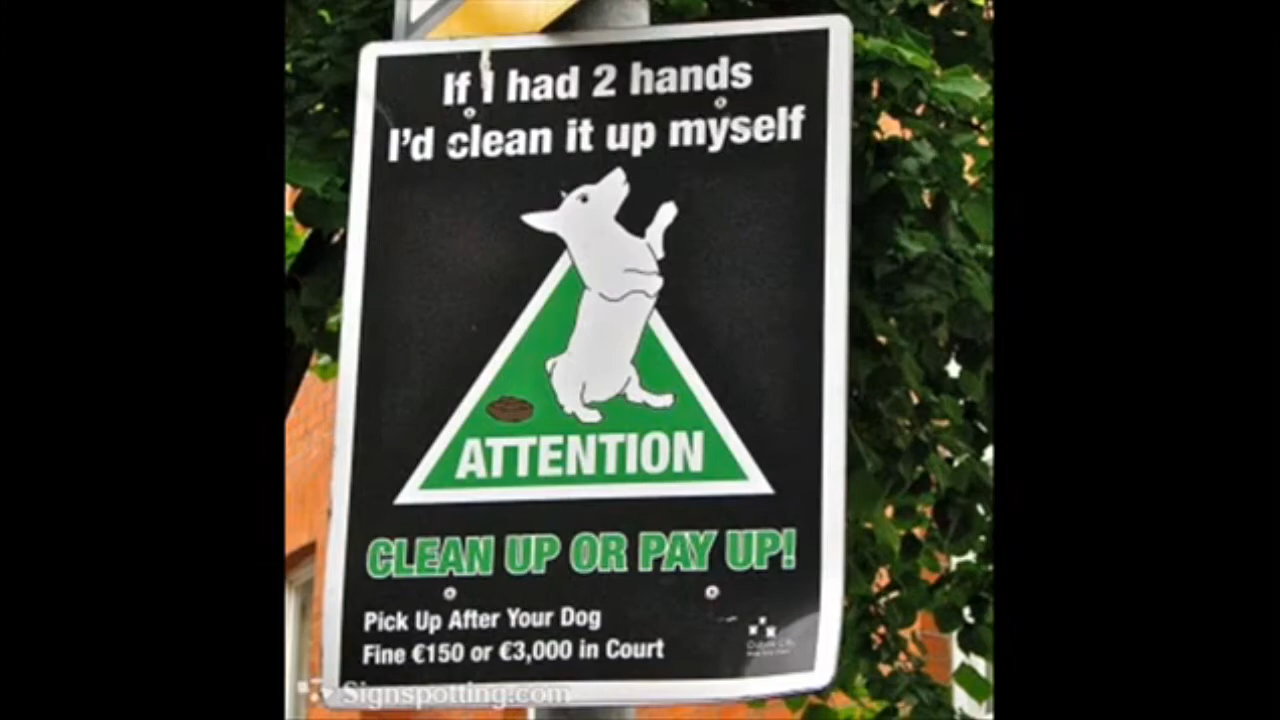 If I had 2 hands
I'd clean it up myself
ATTENTION
CLEAN UP OR PAY UP!
Pick Up After Your Dog
Fine €150 or €3,000 in Court
Signspotting.com